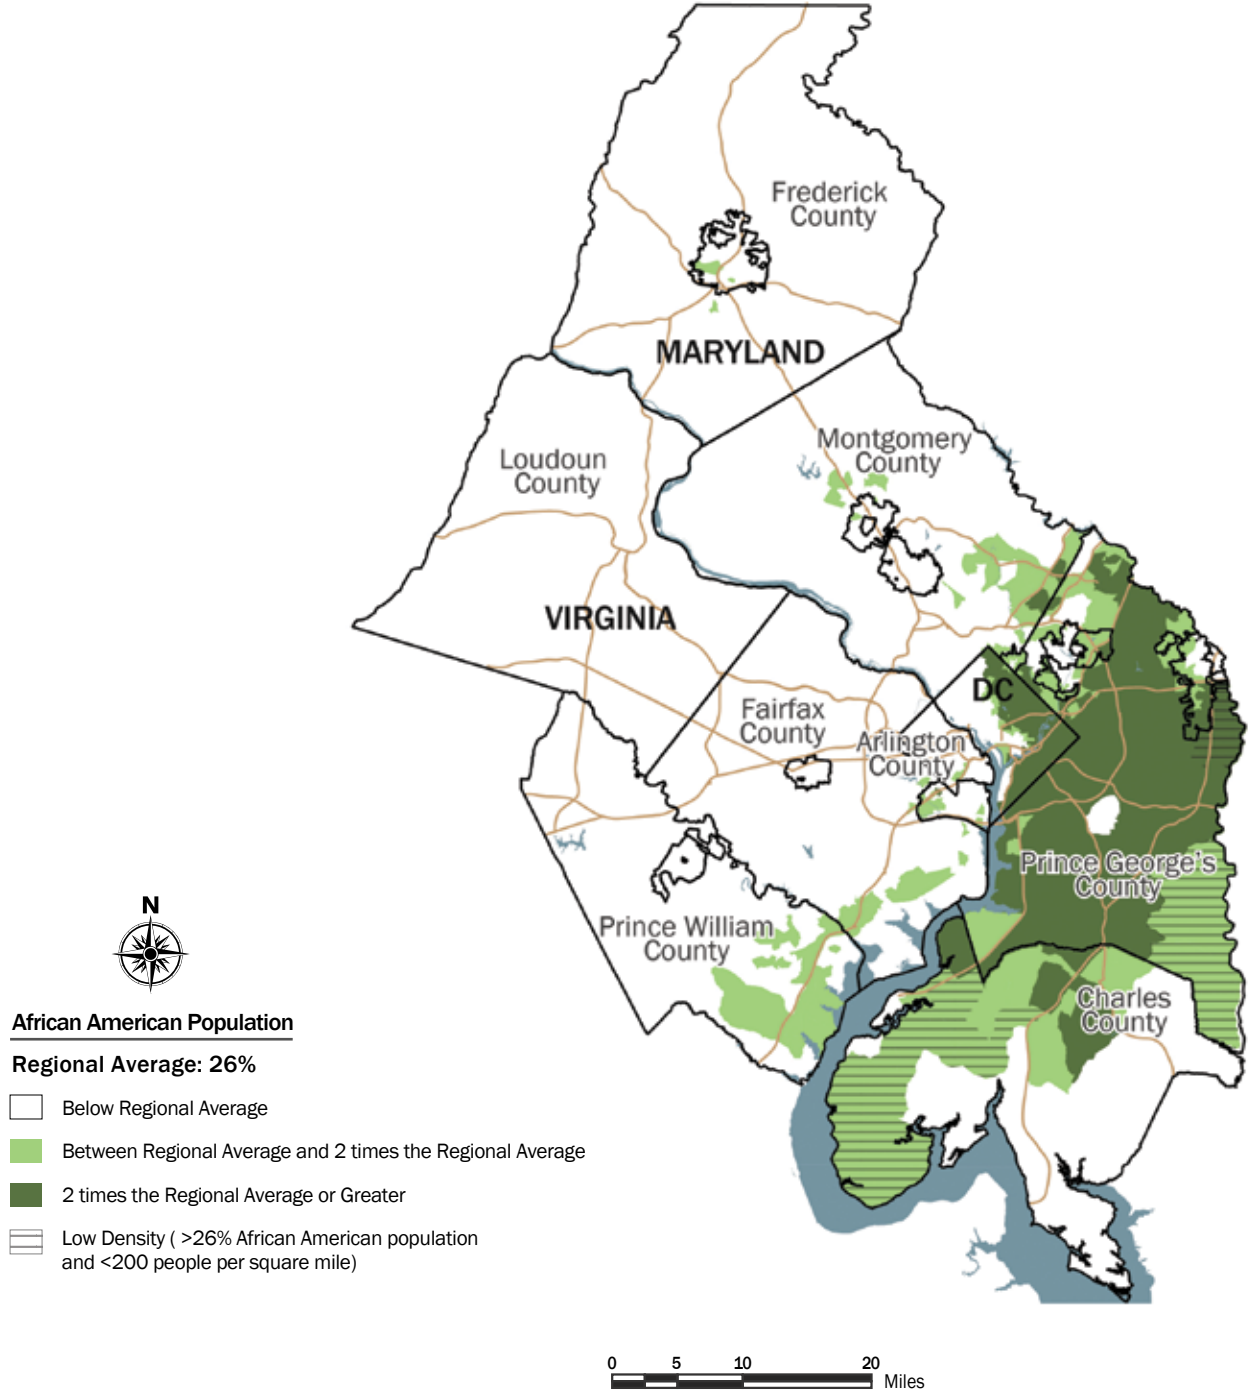 Frederick
County
MARYLAND
Montgomery
County
Loudoun
County
VIRGINIA
DC
Fairfax
County
Arlington
County
Prince George's
County
Prince William
County
Charles
County
N
African American Population
Regional Average: 26%
Below Regional Average
Between Regional Average and 2 times the Regional Average
2 times the Regional Average or Greater
Low Density ( >26% African American population
and <200 people per square mile)
0 5 10 20
Miles